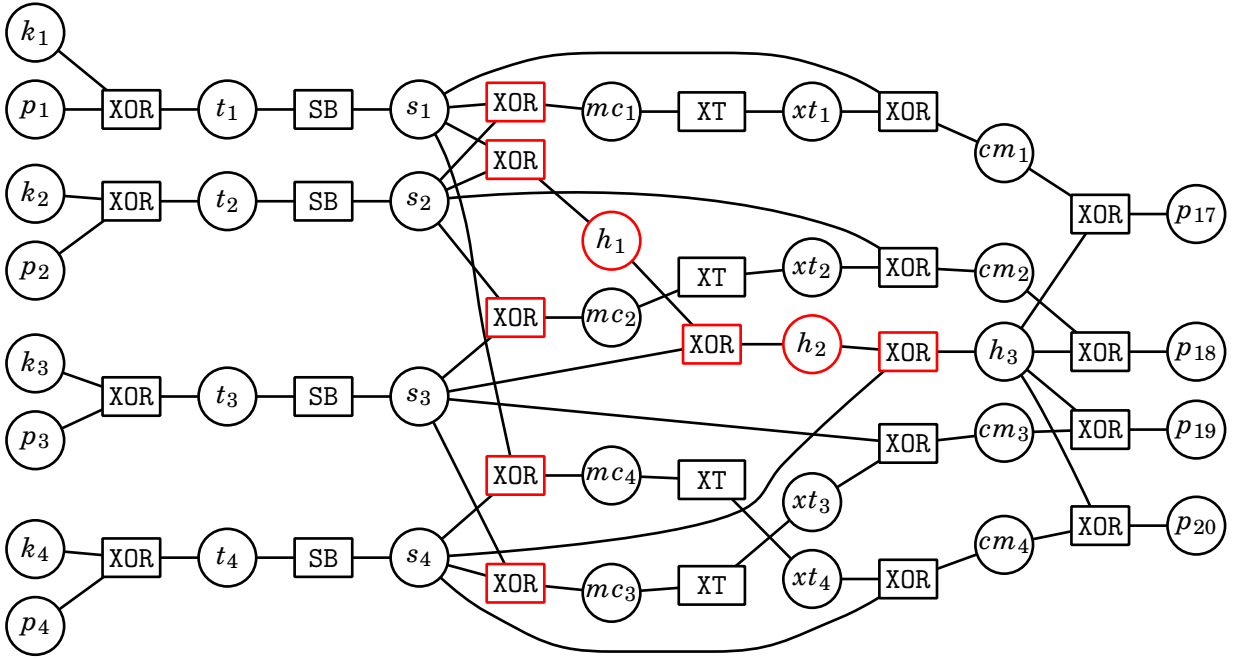 k1
p1 XOR t1 SB s1 XOR mc1 XT xt1 XOR cm1
XOR
k2 XOR t2 SB s2 XOR p17
p2 h1 XT xt2 XOR cm2
XOR mc2
k3 XOR h2 XOR h3 XOR p18
p3 XOR t3 SB s3 XOR cm3 XOR p19
XOR mc4 XT xt3
k4 XOR t4 SB s4 cm4 XOR p20
p4 XOR mc3 XT xt4 XOR